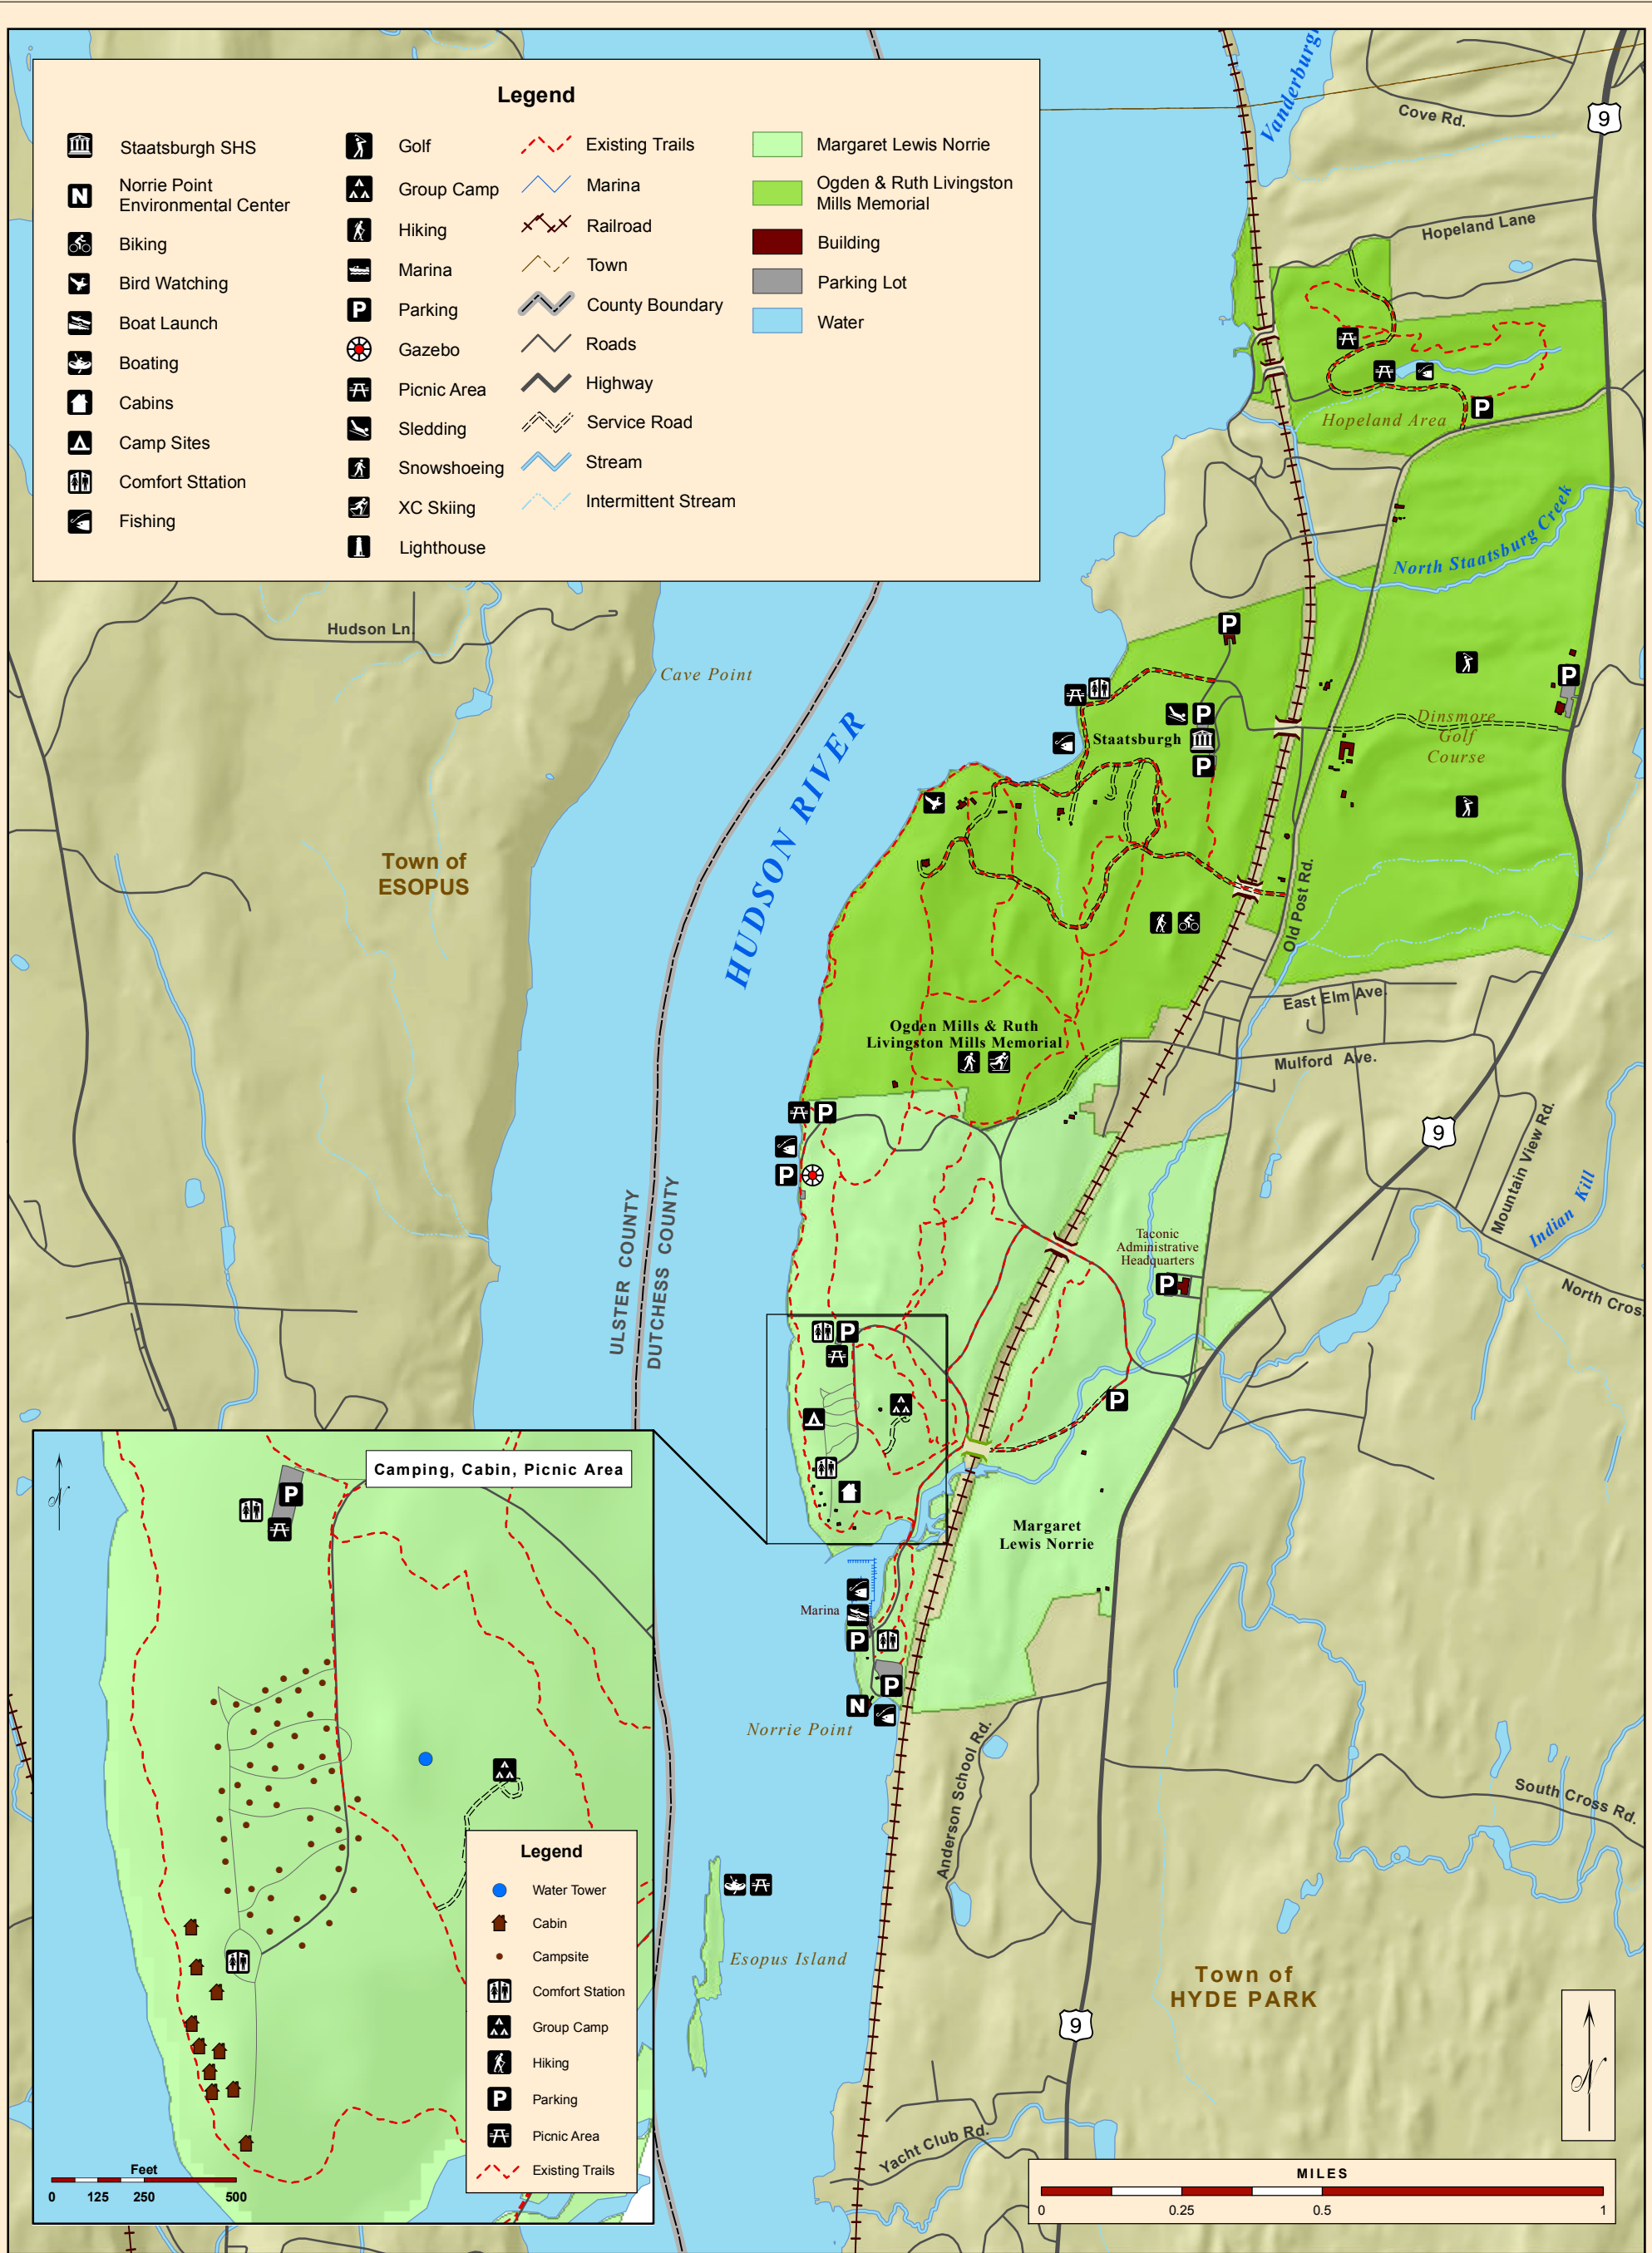 Legend
Staatsburgh SHS
Norrie Point
Environmental Center
Biking
Bird Watching
Boat Launch
Boating
Cabins
Camp Sites
Comfort Sttation
Fishing
Golf
Group Camp
Hiking
Marina
P
Parking
Gazebo
Picnic Area
Sledding
Snowshoeing
XC Skiing
Lighthouse
N
Existing Trails
Marina
Railroad
Town
County Boundary
Roads
Highway
Service Road
Stream
Intermittent Stream
Margaret Lewis Norrie
Ogden & Ruth Livingston
Mills Memorial
Building
Parking Lot
Water
Vanderburg
Cove Rd.
9
Hopeland Lane
P
Hopeland Area
North Staatsburg Creek
Hudson Ln.
Cave Point
P
P
Staatsburgh
P
P
Dinsmore
Golf
Course
HUDSON RIVER
Town of
ESOPUS
Old Post Rd.
East Elm Ave.
Ogden Mills & Ruth
Livingston Mills Memorial
Mulford Ave.
P
P
9
Mountain View Rd.
Indian Kill
ULSTER COUNTY
DUTCHESS COUNTY
Taconic
Administrative
Headquarters
P
North Cros
P
P
Margaret
Lewis Norrie
Marina
P
P
N
Norrie Point
Anderson School Rd.
South Cross Rd.
Esopus Island
Town of
HYDE PARK
9
Yacht Club Rd.
N
MILES
0 0.25 0.5 1
N
Camping, Cabin, Picnic Area
P
Legend
Water Tower
Cabin
Campsite
Comfort Station
Group Camp
Hiking
P
Parking
Picnic Area
Existing Trails
Feet
0 125 250 500